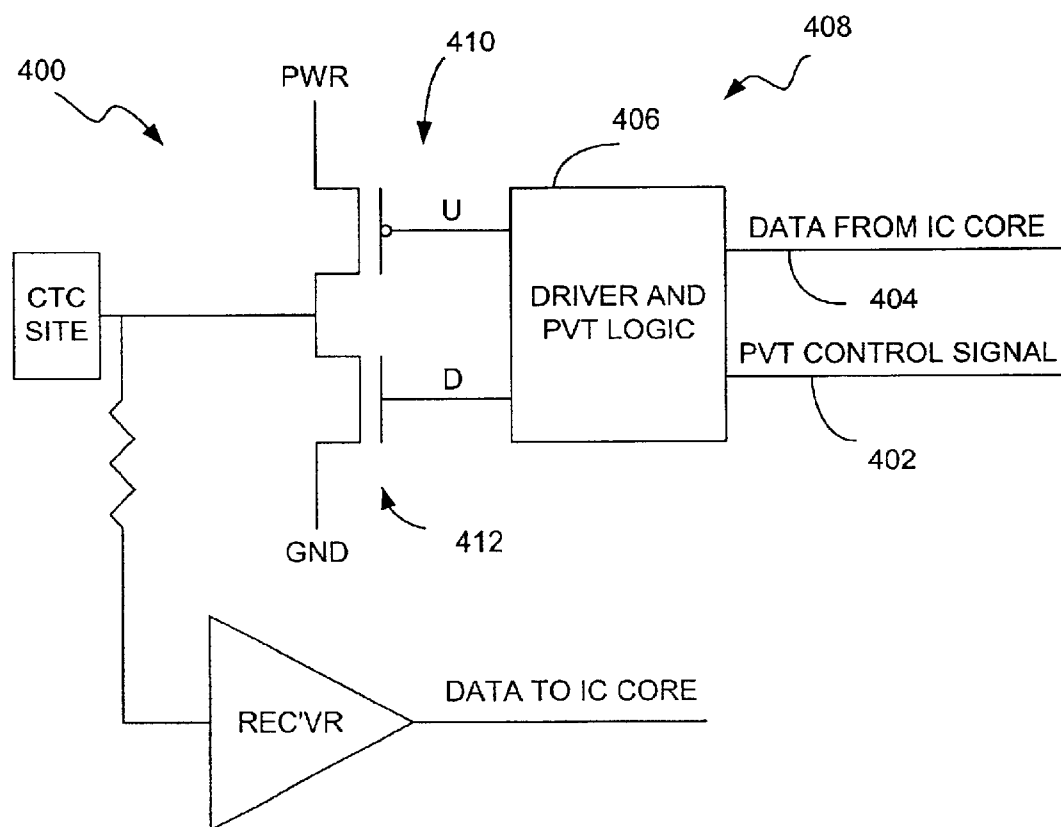 410
408
400
PWR
406
U
DATA FROM IC CORE
CTC
SITE
DRIVER AND
PVT LOGIC
404
PVT CONTROL SIGNAL
D
402
GND
412
DATA TO IC CORE
REC'VR